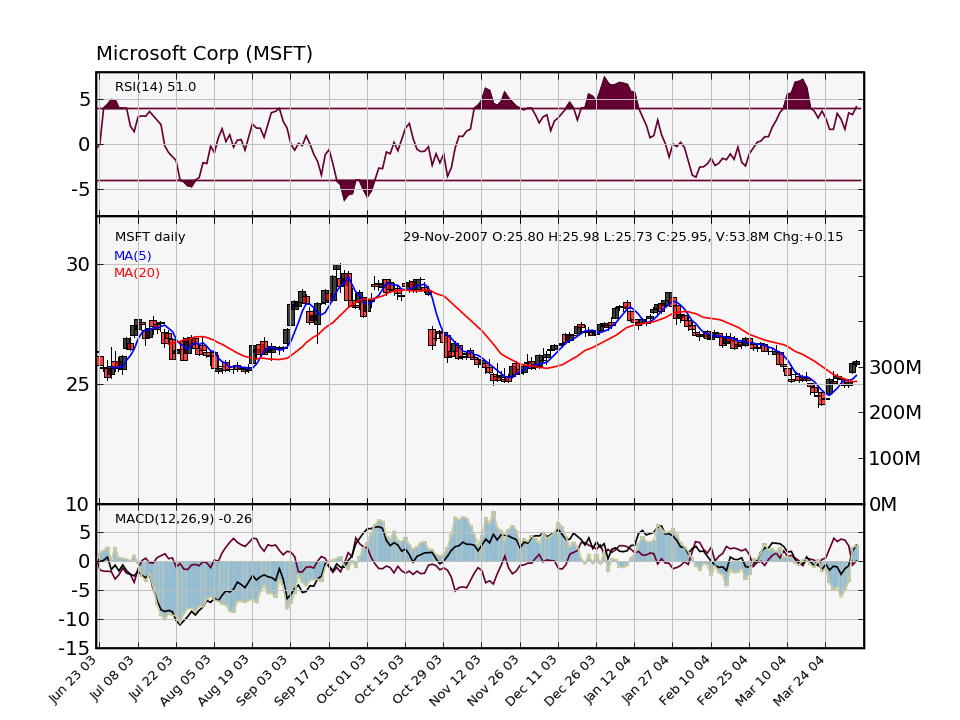 Microsoft Corp (MSFT)
RSI(14) 51.0
5
0
-5
MSFT daily
29-Nov-2007 O:25.80 H:25.98 L:25.73 C:25.95, V:53.8M Chg:+0.15
MA(5)
MA(20)
30
25
300M
200M
100M
0M
10
MACD(12,26,9) -0.26
5
0
-5
-10
-15
Jun 23 03
Jul 08 03
Jul 22 03
Aug 05 03
Aug 19 03
Sep 03 03
Sep 17 03
Oct 01 03
Oct 15 03
Oct 29 03
Nov 12 03
Nov 26 03
Dec 11 03
Dec 26 03
Jan 12 04
Jan 27 04
Feb 10 04
Feb 25 04
Mar 10 04
Mar 24 04